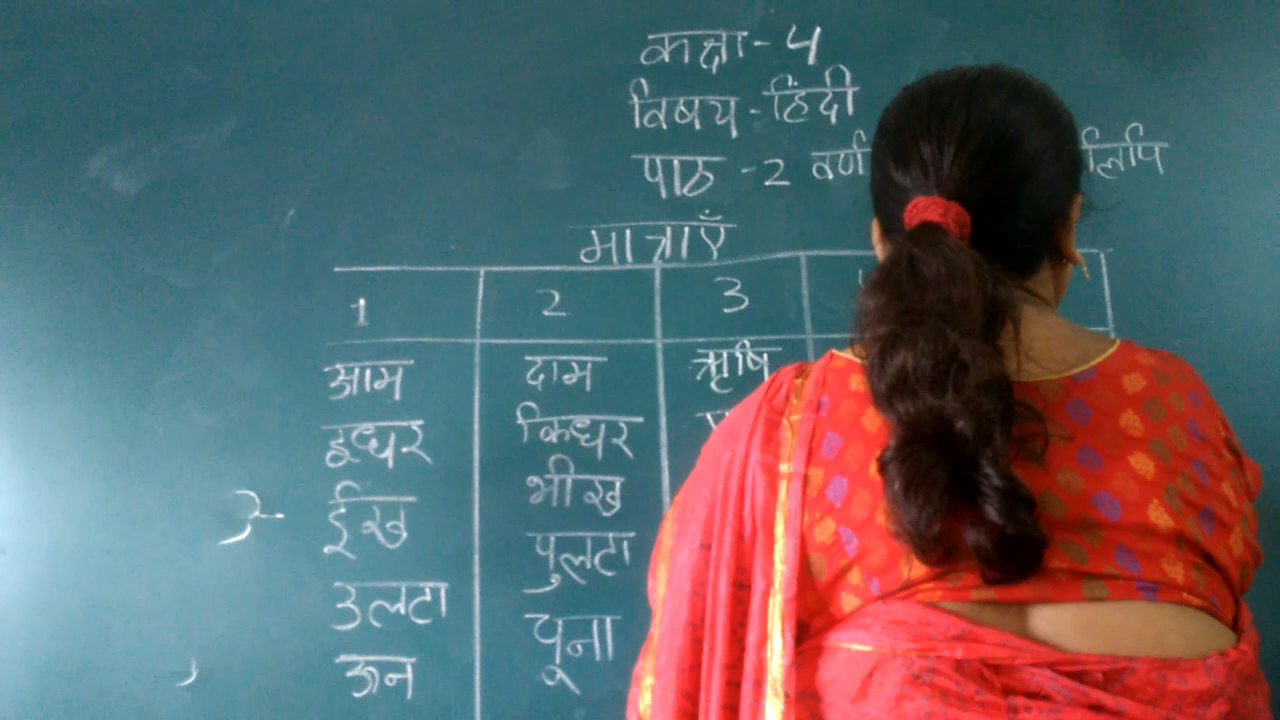 कक्षा - 4
विषय - हिंदी
पाठ - 2 वर्ण लिपि
मात्राएँ
1 2 3
आम दाम ऋषि
इधर किधर
ईख भीख
उलटा पुलटा
ऊन चूना